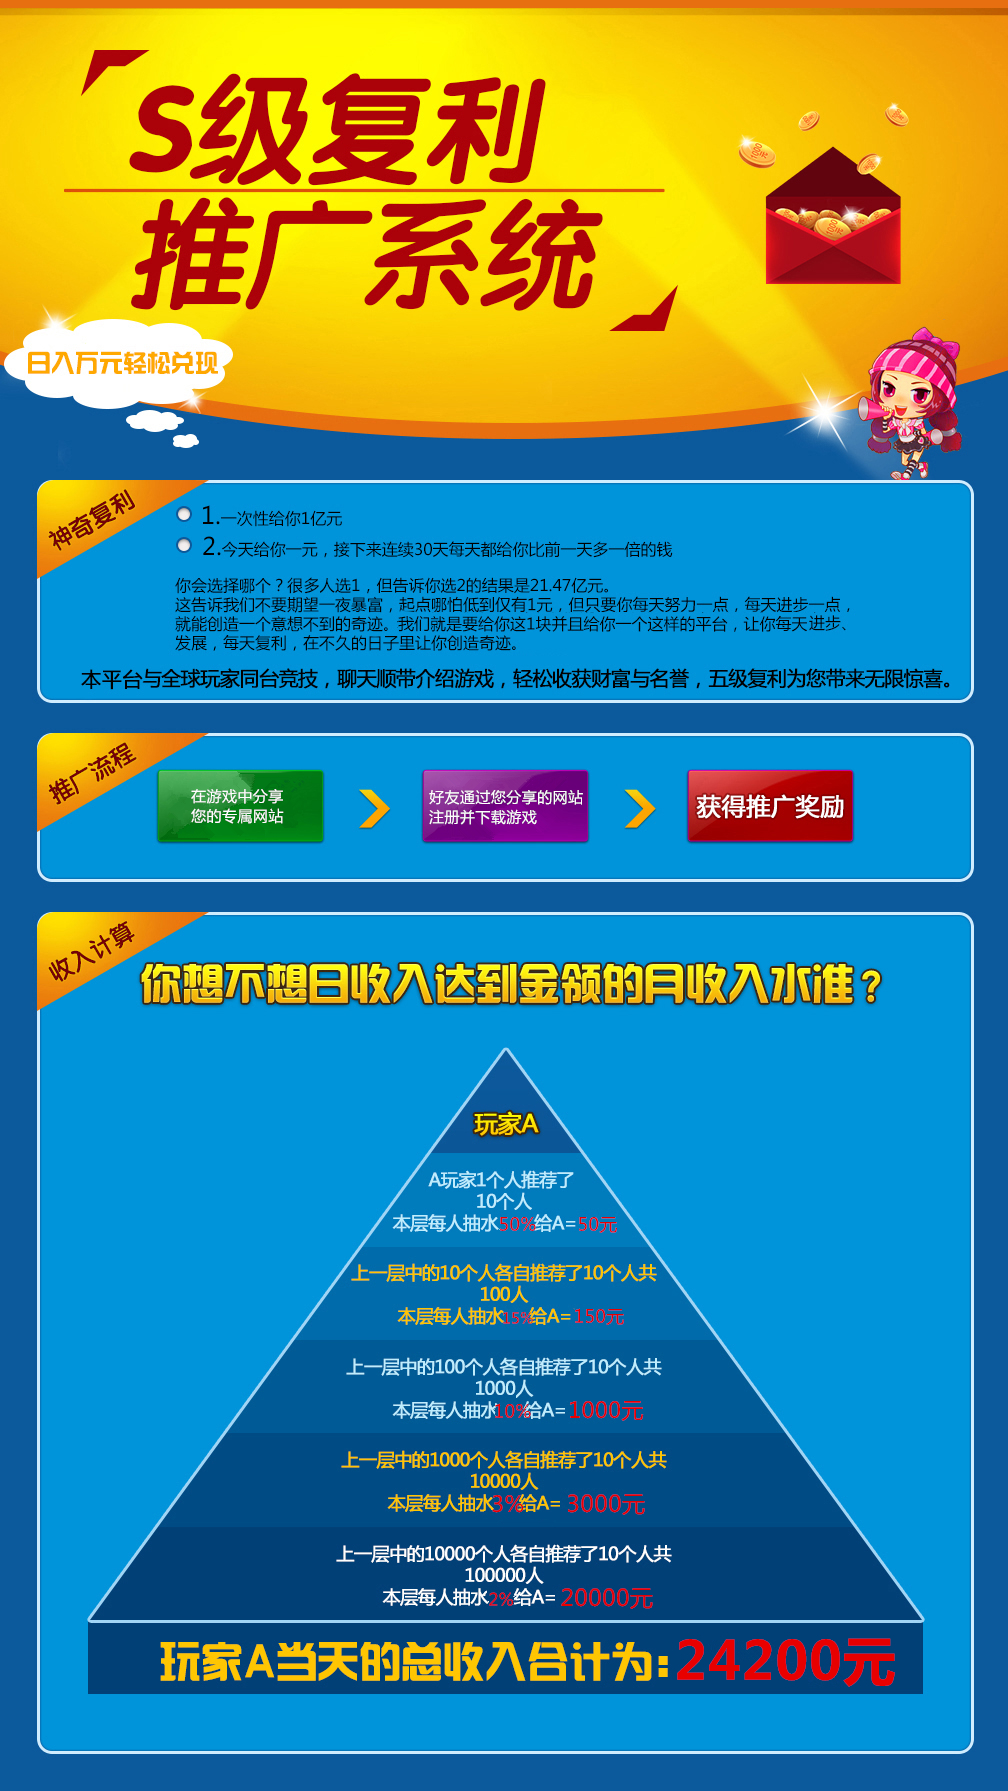 S级复利
推广系统
日入万元轻松兑现
神奇复利
1.一次性给你1亿元
2.今天给你一元，接下来连续30天每天都给你比前一天多一倍的钱
你会选择哪个？很多人选1，但告诉你选2的结果是21.47亿元。
这告诉我们不要期望一夜暴富，起点哪怕低到仅有1元，但只要你每天努力一点，每天进步一点，
就能创造一个意想不到的奇迹。我们就是要给你这1块并且给你一个这样的平台，让你每天进步、
发展，每天复利，在不久的日子里让你创造奇迹。
本平台与全球玩家同台竞技，聊天顺带介绍游戏，轻松收获财富与名誉，五级复利为您带来无限惊喜。
推广流程
在游戏中分享
您的专属网站
好友通过您分享的网站
注册并下载游戏
获得推广奖励
收入计算
你想不想日收入达到金领的月收入水准？
玩家A
A玩家1个人推荐了
10个人
本层每人抽水50%给A=50元
上一层中的10个人各自推荐了10个人共
100人
本层每人抽水15%给A=150元
上一层中的100个人各自推荐了10个人共
1000人
本层每人抽水10%给A=1000元
上一层中的1000个人各自推荐了10个人共
10000人
本层每人抽水3%给A= 3000元
上一层中的10000个人各自推荐了10个人共
100000人
本层每人抽水2%给A= 20000元
玩家A当天的总收入合计为:24200元